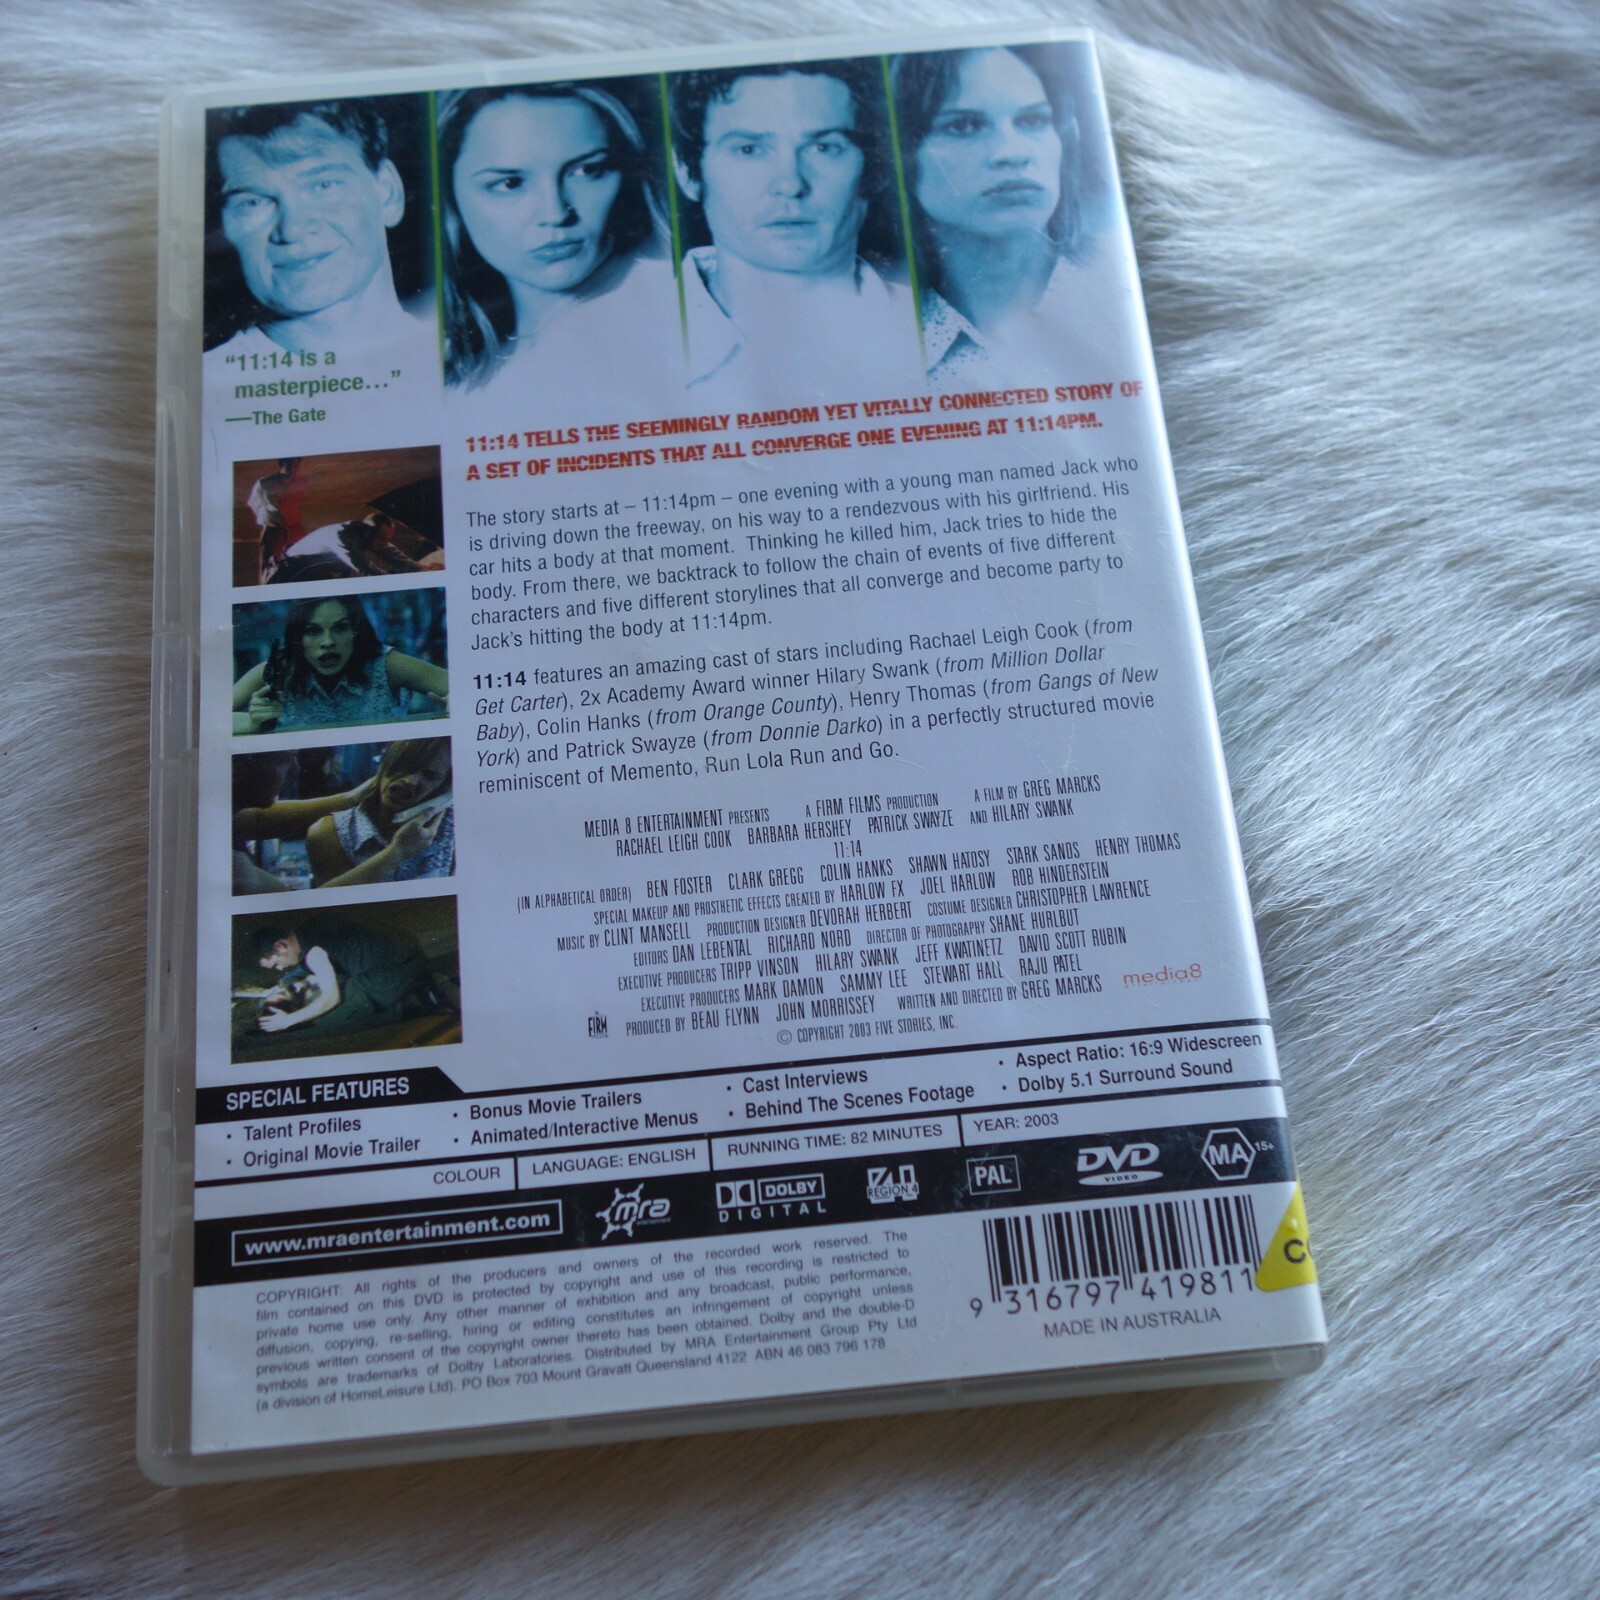 “11:14 is a
masterpiece…”
—The Gate
11:14 TELLS THE SEEMINGLY RANDOM YET VITALLY CONNECTED STORY OF
A SET OF INCIDENTS THAT ALL CONVERGE ONE EVENING AT 11:14PM.
The story starts at – 11:14pm – one evening with a young man named Jack who
is driving down the freeway, on his way to a rendezvous with his girlfriend. His
car hits a body at that moment. Thinking he killed him, Jack tries to hide the
body. From there, we backtrack to follow the chain of events of five different
characters and five different storylines that all converge and become party to
Jack's hitting the body at 11:14pm.
11:14 features an amazing cast of stars including Rachael Leigh Cook (from
Get Carter), 2x Academy Award winner Hilary Swank (from Million Dollar
Baby), Colin Hanks (from Orange County), Henry Thomas (from Gangs of New
York) and Patrick Swayze (from Donnie Darko) in a perfectly structured movie
reminiscent of Memento, Run Lola Run and Go.
MEDIA 8 ENTERTAINMENT PRESENTS A FIRM FILMS PRODUCTION A FILM BY GREG MARCKS
RACHAEL LEIGH COOK BARBARA HERSHEY PATRICK SWAYZE AND HILARY SWANK
11:14
(IN ALPHABETICAL ORDER) BEN FOSTER CLARK GREGG COLIN HANKS SHAWN HATOSY STARK SANDS HENRY THOMAS
SPECIAL MAKEUP AND PROSTHETIC EFFECTS CREATED BY HARLOW FX JOEL HARLOW ROB HINDERSTEIN
MUSIC BY CLINT MANSELL PRODUCTION DESIGNER DEVORAH HERBERT COSTUME DESIGNER CHRISTOPHER LAWRENCE
EDITORS DAN LEBENTAL RICHARD NORD DIRECTOR OF PHOTOGRAPHY SHANE HURLBUT
EXECUTIVE PRODUCERS TRIPP VINSON HILARY SWANK JEFF KWATINETZ DAVID SCOTT RUBIN
EXECUTIVE PRODUCERS MARK DAMON SAMMY LEE STEWART HALL RAJU PATEL
FIRM PRODUCED BY BEAU FLYNN JOHN MORRISSEY WRITTEN AND DIRECTED BY GREG MARCKS media8
© COPYRIGHT 2003 FIVE STORIES, INC.
SPECIAL FEATURES
• Talent Profiles
• Original Movie Trailer
• Bonus Movie Trailers
• Animated/Interactive Menus
• Cast Interviews
• Behind The Scenes Footage
• Aspect Ratio: 16:9 Widescreen
• Dolby 5.1 Surround Sound
COLOUR LANGUAGE: ENGLISH RUNNING TIME: 82 MINUTES YEAR: 2003
www.mraentertainment.com mra entertainment DOLBY DIGITAL 4 REGION 4 PAL DVD VIDEO MA 15+
COPYRIGHT: All rights of the producers and owners of the recorded work reserved. The
film contained on this DVD is protected by copyright and use of this recording is restricted to
private home use only. Any other manner of exhibition and any broadcast, public performance,
diffusion, copying, re-selling, hiring or editing constitutes an infringement of copyright unless
previous written consent of the copyright owner thereto has been obtained. Dolby and the double-D
symbols are trademarks of Dolby Laboratories. Distributed by MRA Entertainment Group Pty Ltd
(a division of HomeLeisure Ltd). PO Box 703 Mount Gravatt Queensland 4122 ABN 46 083 796 178
9 316797 419811
MADE IN AUSTRALIA